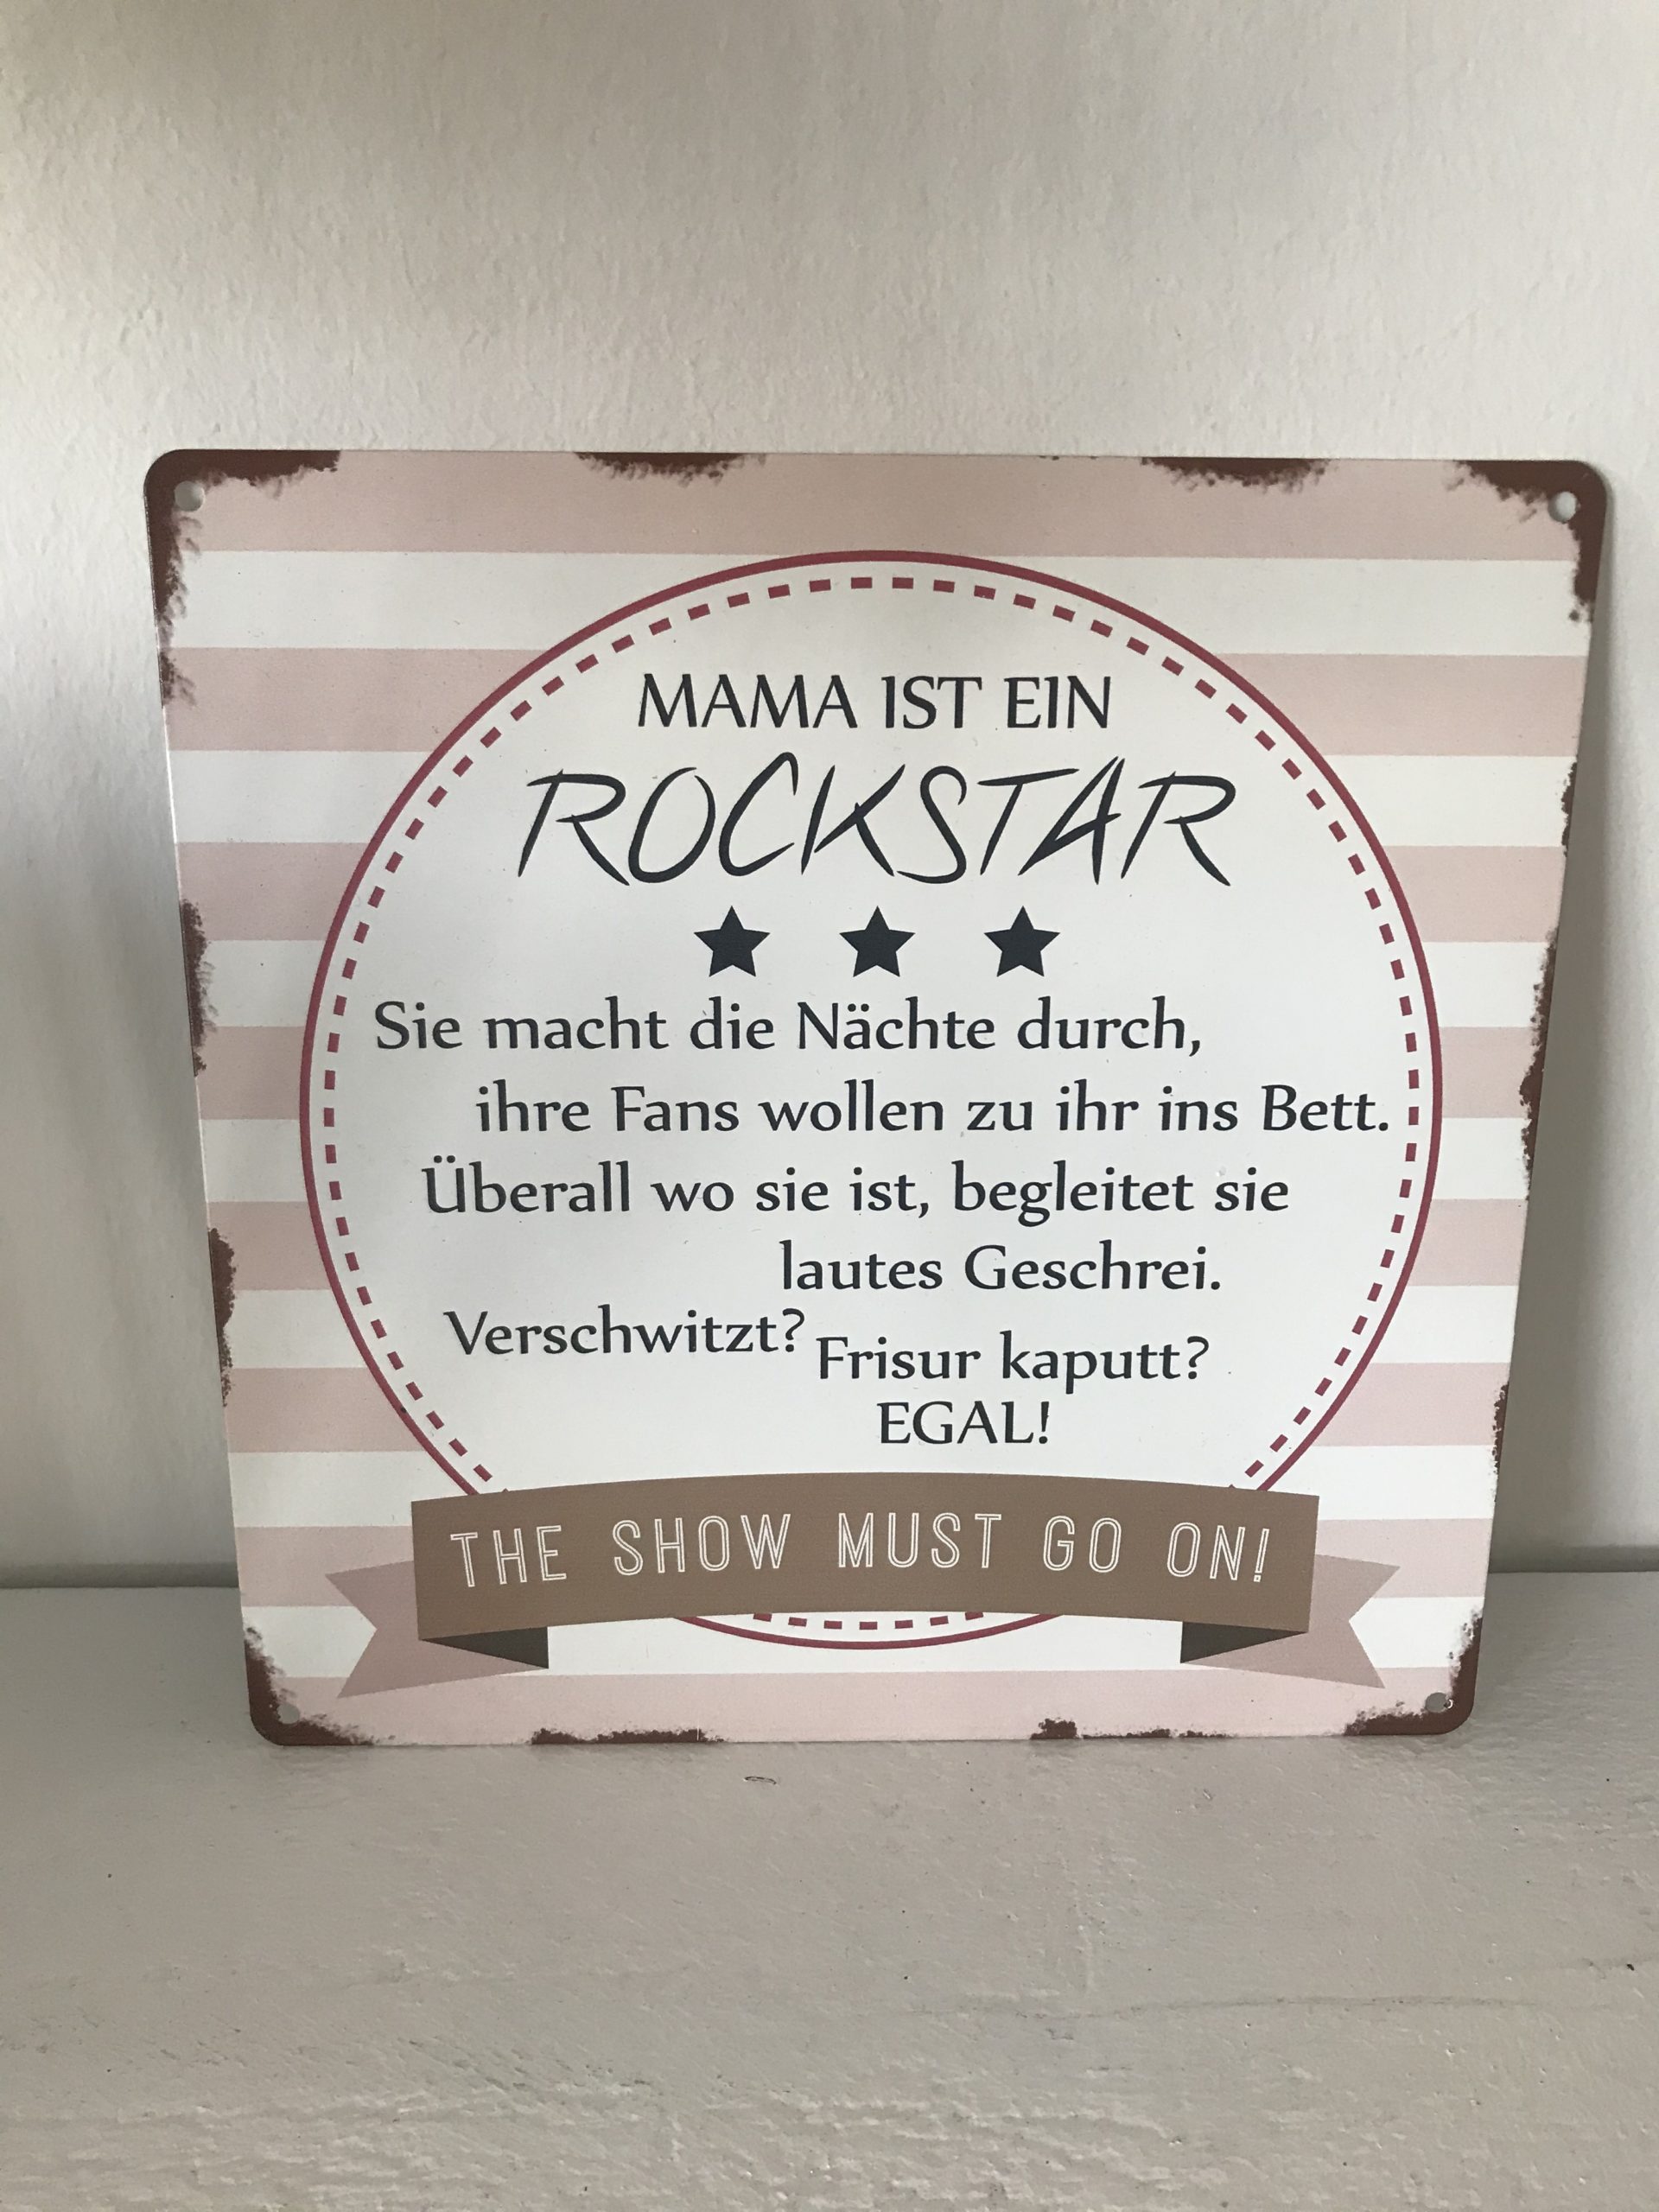 MAMA IST EIN
ROCKSTAR
Sie macht die Nächte durch,
ihre Fans wollen zu ihr ins Bett.
Überall wo sie ist, begleitet sie
lautes Geschrei.
Verschwitzt? Frisur kaputt?
EGAL!
THE SHOW MUST GO ON!